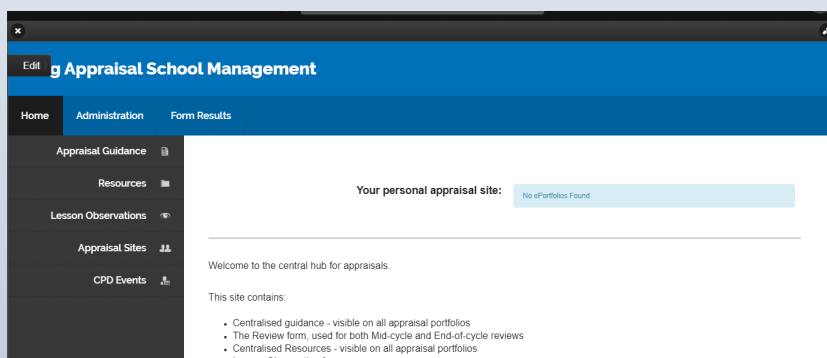 Edit
g Appraisal School Management
Home Administration Form Results
Appraisal Guidance
Resources
Lesson Observations
Appraisal Sites
CPD Events
Your personal appraisal site: No ePortfolios Found
Welcome to the central hub for appraisals.
This site contains:
• Centralised guidance - visible on all appraisal portfolios
• The Review form, used for both Mid-cycle and End-of-cycle reviews
• Centralised Resources - visible on all appraisal portfolios